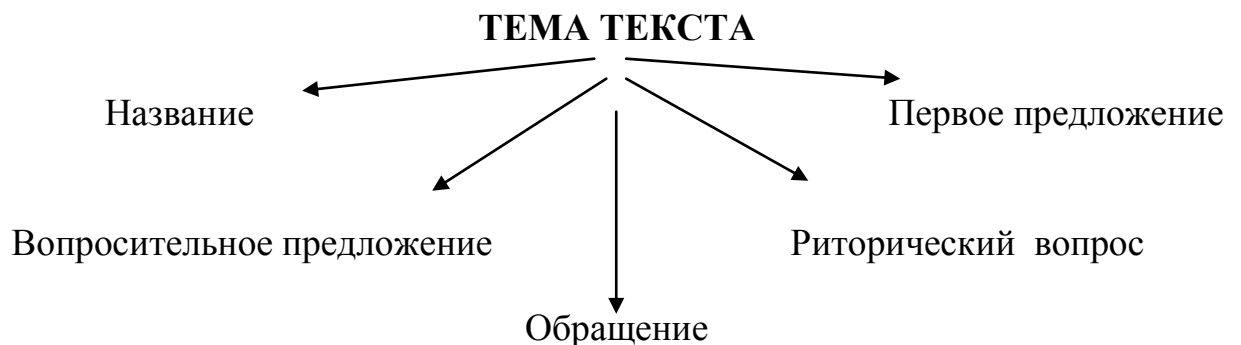 ТЕМА ТЕКСТА
Название
Первое предложение
Вопросительное предложение
Риторический вопрос
Обращение